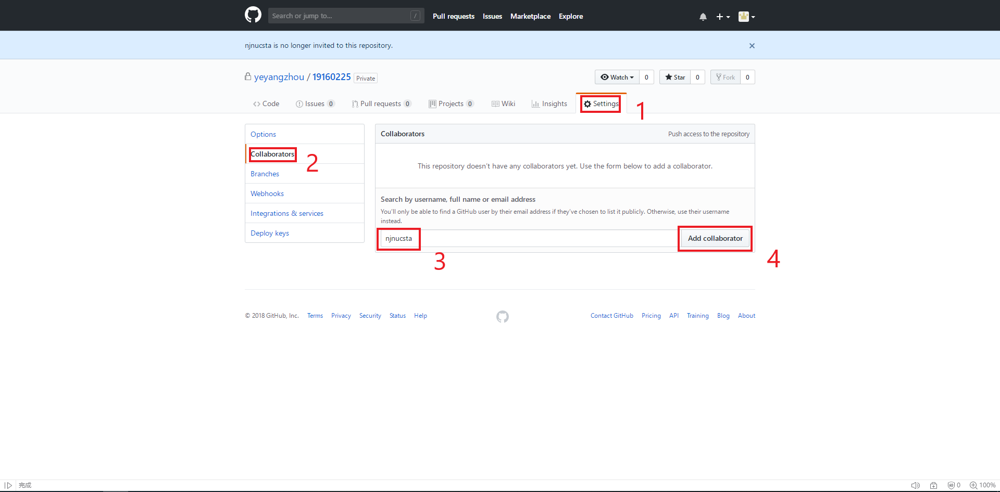 Search or jump to... /
Pull requests Issues Marketplace Explore
njnucsta is no longer invited to this repository.
yeyangzhou / 19160225 Private
Watch 0 Star 0 Fork 0
Code Issues 0 Pull requests 0 Projects 0 Wiki Insights Settings 1
Options
Collaborators 2
Branches
Webhooks
Integrations & services
Deploy keys
Collaborators Push access to the repository
This repository doesn't have any collaborators yet. Use the form below to add a collaborator.
Search by username, full name or email address
You'll only be able to find a GitHub user by their email address if they've chosen to list it publicly. Otherwise, use their username
instead.
njnucsta Add collaborator
3 4
© 2018 GitHub, Inc. Terms Privacy Security Status Help Contact GitHub Pricing API Training Blog About
完成 AD 0 100%